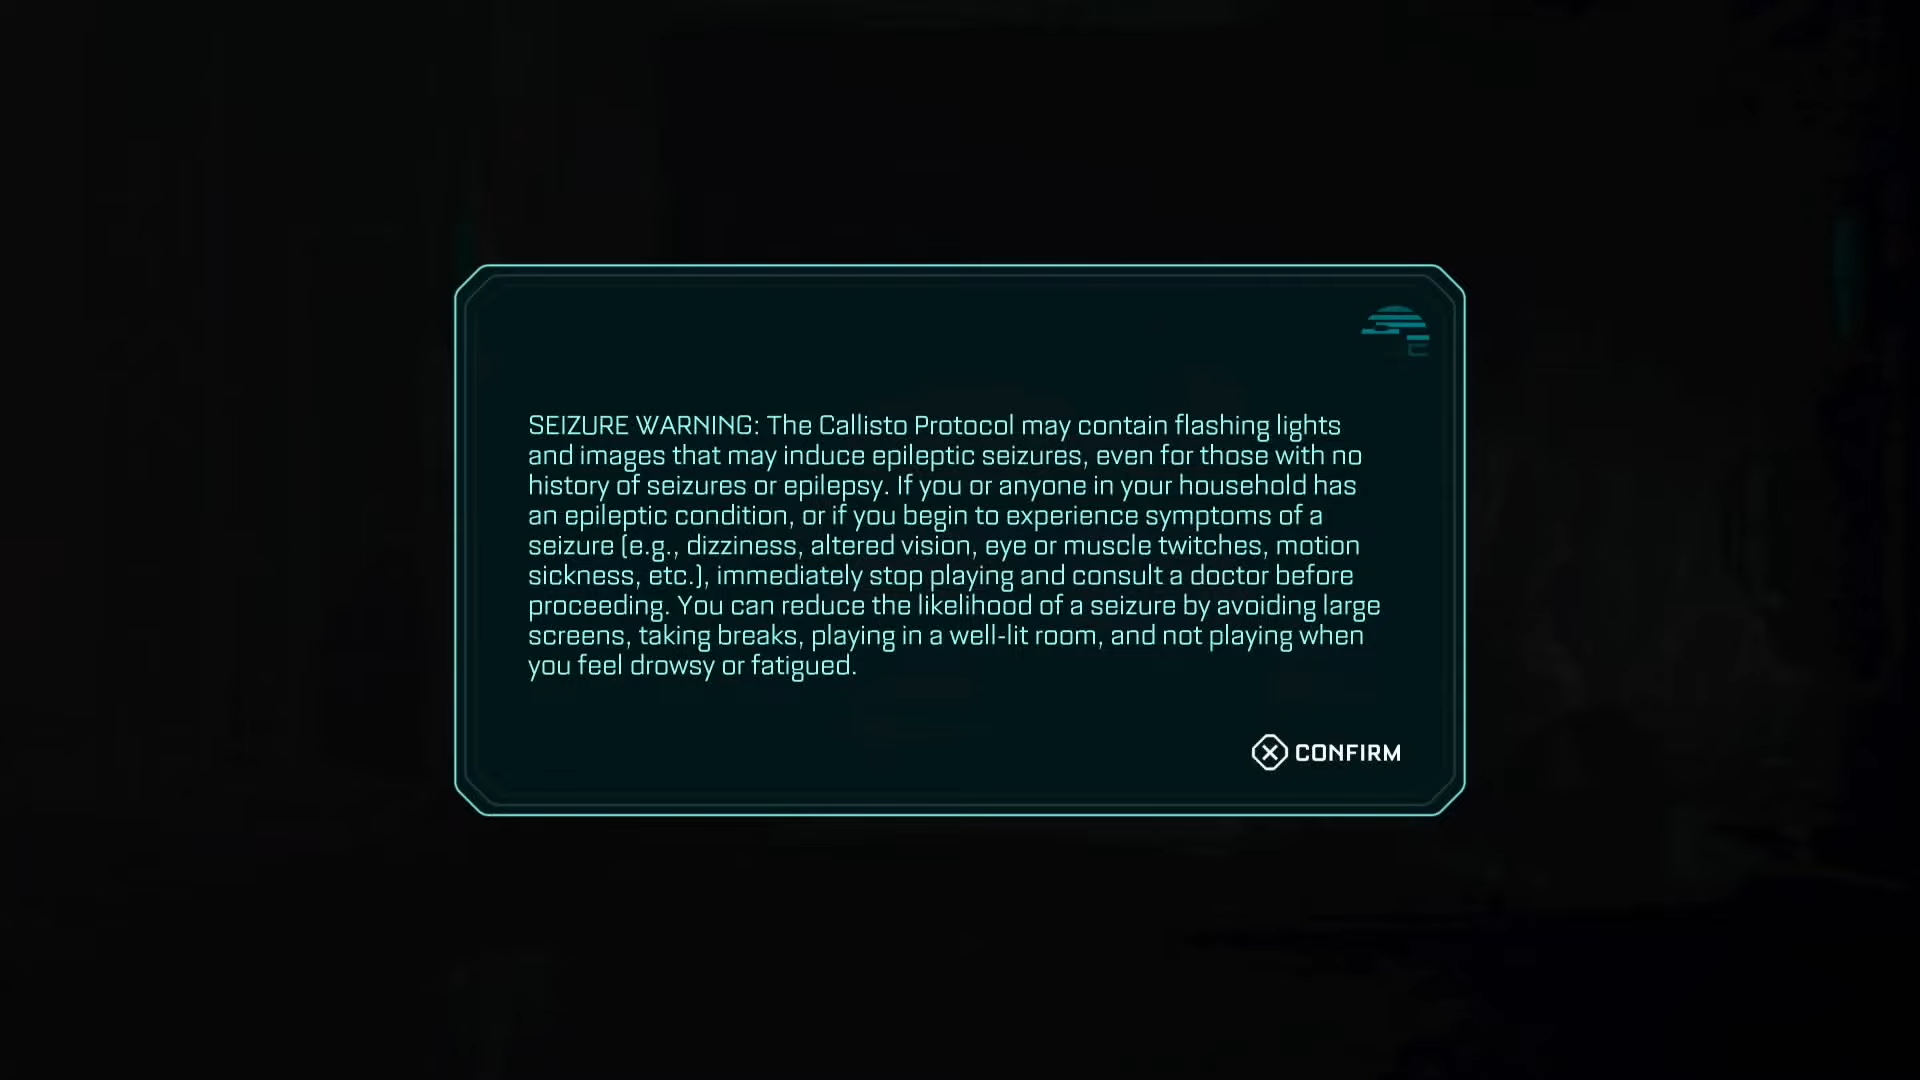 SEIZURE WARNING: The Callisto Protocol may contain flashing lights
and images that may induce epileptic seizures, even for those with no
history of seizures or epilepsy. If you or anyone in your household has
an epileptic condition, or if you begin to experience symptoms of a
seizure (e.g., dizziness, altered vision, eye or muscle twitches, motion
sickness, etc.), immediately stop playing and consult a doctor before
proceeding. You can reduce the likelihood of a seizure by avoiding large
screens, taking breaks, playing in a well-lit room, and not playing when
you feel drowsy or fatigued.
CONFIRM